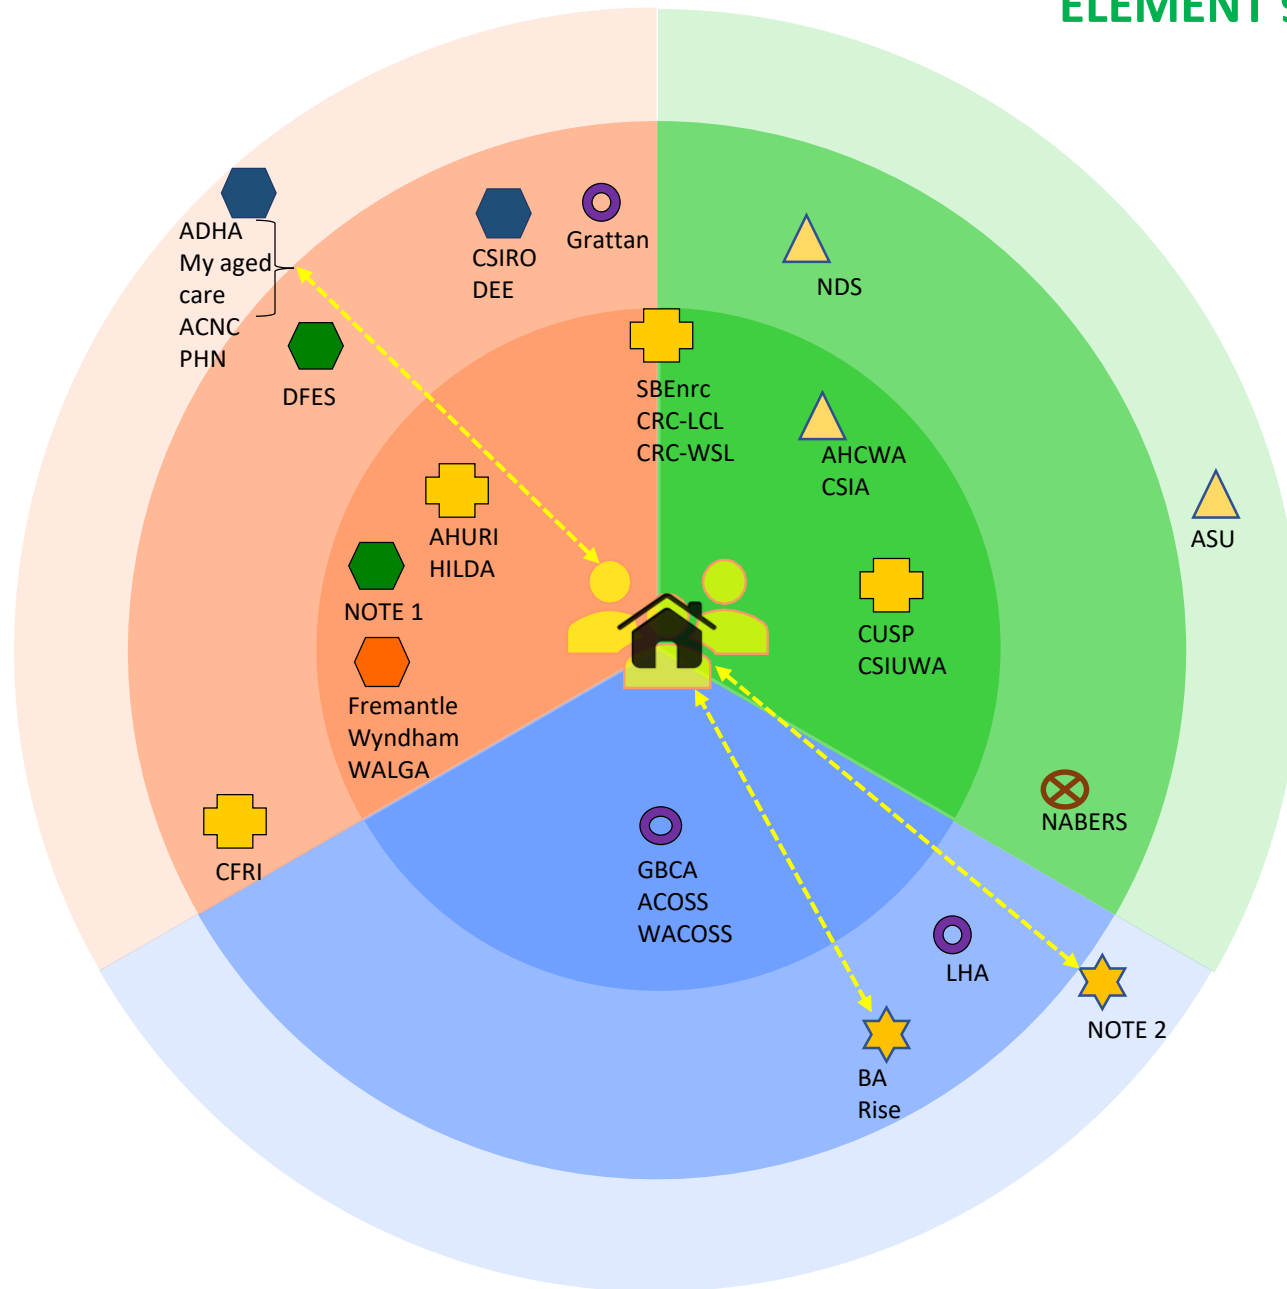 ELEMENT S
ADHA
My aged
care
ACNC
PHN
CSIRO
DEE
Grattan
NDS
DFES
SBEnrc
CRC-LCL
CRC-WSL
AHCWA
CSIA
ASU
AHURI
HILDA
NOTE 1
CUSP
CSIUWA
Fremantle
Wyndham
WALGA
NABERS
CFRI
GBCA
ACOSS
WACOSS
LHA
NOTE 2
BA
Rise